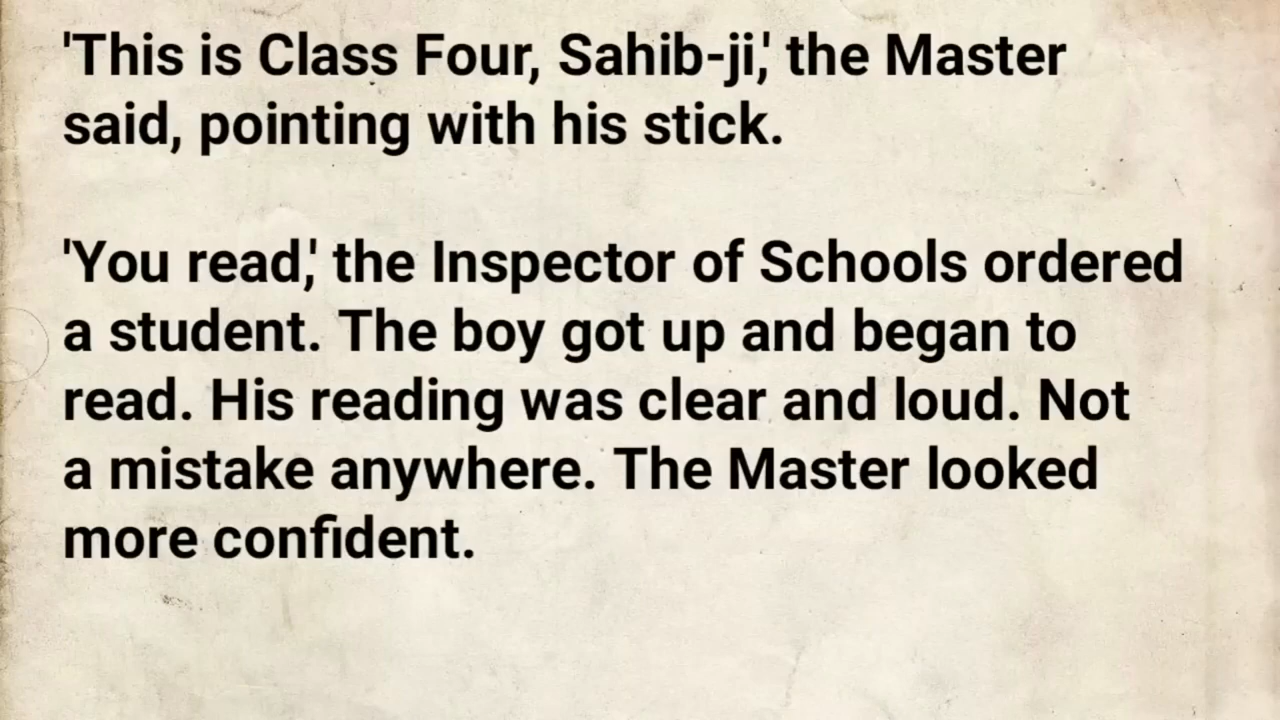 'This is Class Four, Sahib-ji,' the Master
said, pointing with his stick.
'You read,' the Inspector of Schools ordered
a student. The boy got up and began to
read. His reading was clear and loud. Not
a mistake anywhere. The Master looked
more confident.